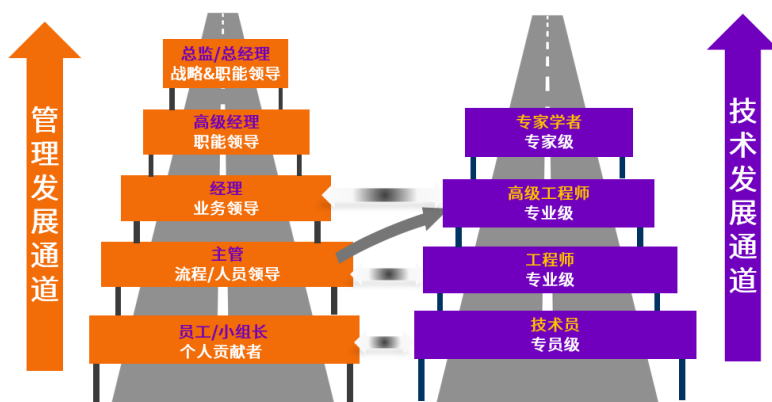 管理发展通道
总监/总经理
战略&职能领导
高级经理
职能领导
经理
业务领导
主管
流程/人员领导
员工/小组长
个人贡献者
专家学者
专家级
高级工程师
专业级
工程师
专业级
技术员
专员级
技术发展通道